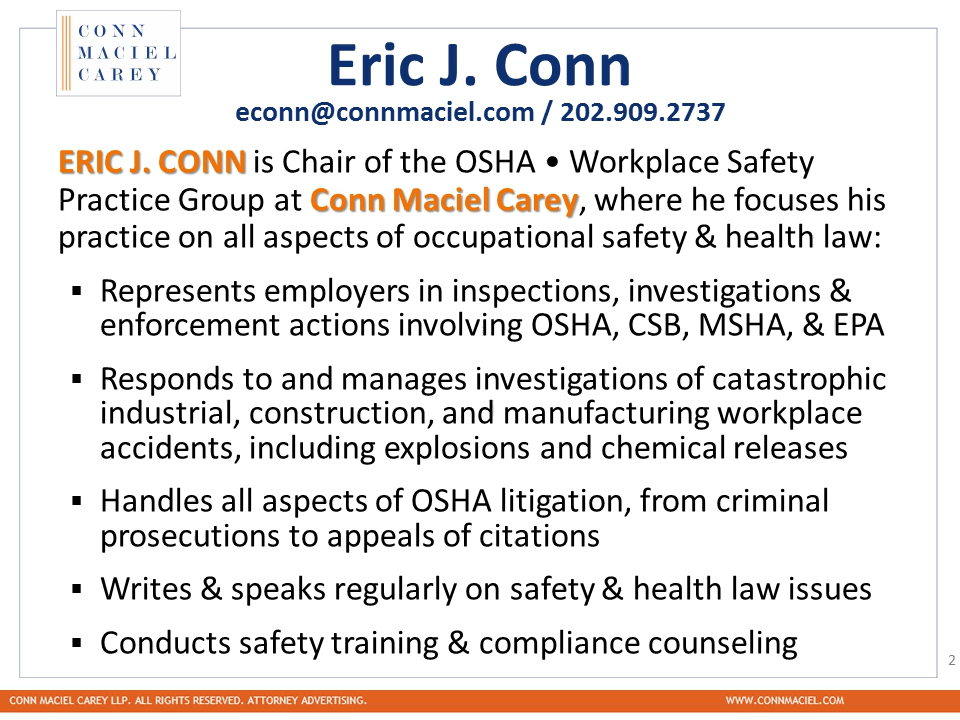 CONN
MACIEL
CAREY
Eric J. Conn
econn@connmaciel.com / 202.909.2737
ERIC J. CONN is Chair of the OSHA • Workplace Safety
Practice Group at Conn Maciel Carey, where he focuses his
practice on all aspects of occupational safety & health law:
▪ Represents employers in inspections, investigations &
enforcement actions involving OSHA, CSB, MSHA, & EPA
▪ Responds to and manages investigations of catastrophic
industrial, construction, and manufacturing workplace
accidents, including explosions and chemical releases
▪ Handles all aspects of OSHA litigation, from criminal
prosecutions to appeals of citations
▪ Writes & speaks regularly on safety & health law issues
▪ Conducts safety training & compliance counseling
2
CONN MACIEL CAREY LLP. ALL RIGHTS RESERVED. ATTORNEY ADVERTISING. WWW.CONNMACIEL.COM